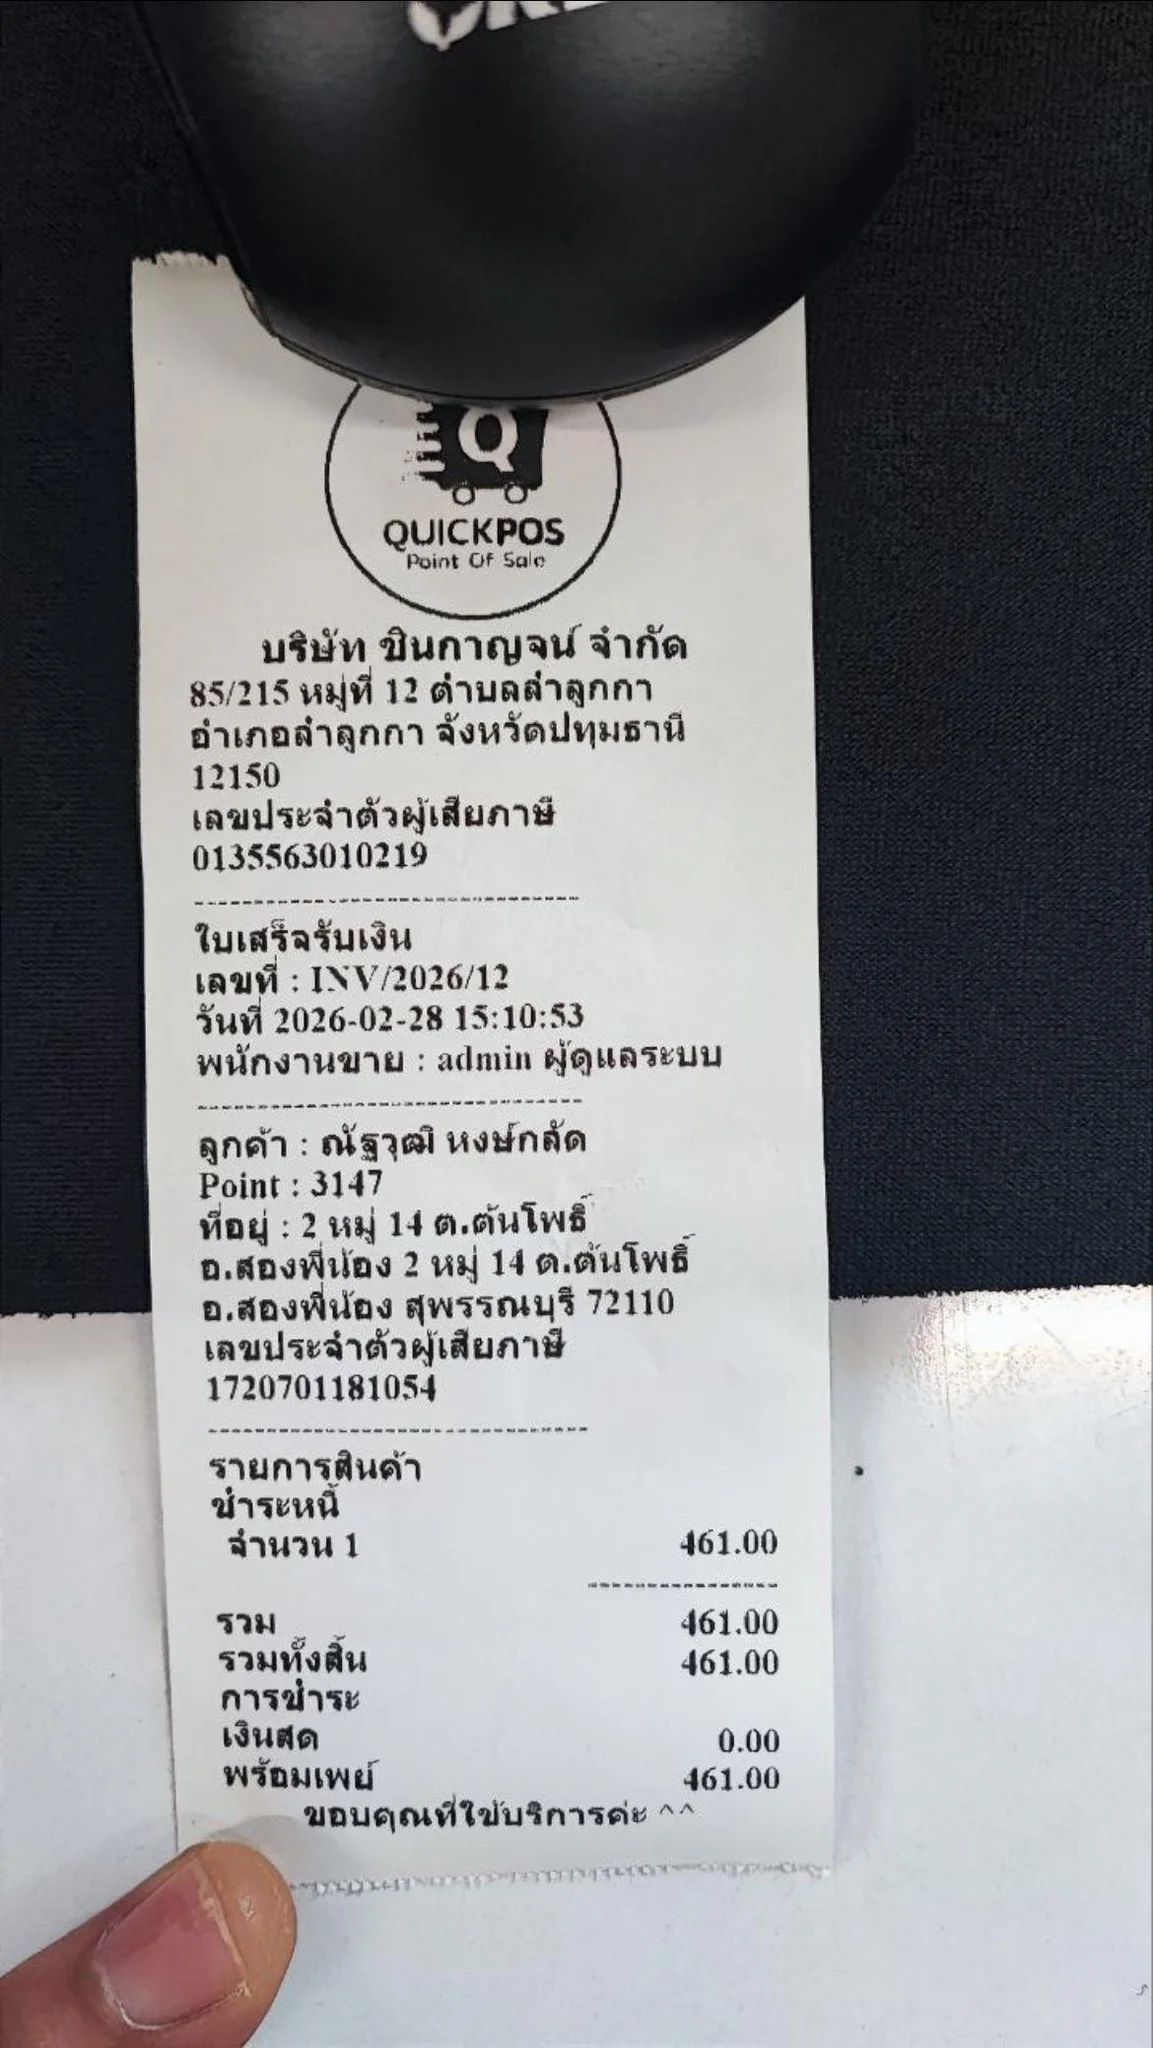 Q
QUICKPOS
Point Of Sale
บริษัท ชินกาญจน์ จำกัด
85/215 หมู่ที่ 12 ตำบลลำลูกกา
อำเภอลำลูกกา จังหวัดปทุมธานี
12150
เลขประจำตัวผู้เสียภาษี
0135563010219
ใบเสร็จรับเงิน
เลขที่ : INV/2026/12
วันที่ 2026-02-28 15:10:53
พนักงานขาย : admin ผู้ดูแลระบบ
ลูกค้า : ณัฐวุฒิ หงษ์กลัด
Point : 3147
ที่อยู่ : 2 หมู่ 14 ต.ต้นโพธิ์
อ.สองพี่น้อง 2 หมู่ 14 ต.ต้นโพธิ์
อ.สองพี่น้อง สุพรรณบุรี 72110
เลขประจำตัวผู้เสียภาษี
1720701181054
รายการสินค้า
ชำระหนี้
จำนวน 1 461.00
รวม 461.00
รวมทั้งสิ้น 461.00
การชำระ
เงินสด 0.00
พร้อมเพย์ 461.00
ขอบคุณที่ใช้บริการค่ะ ^^